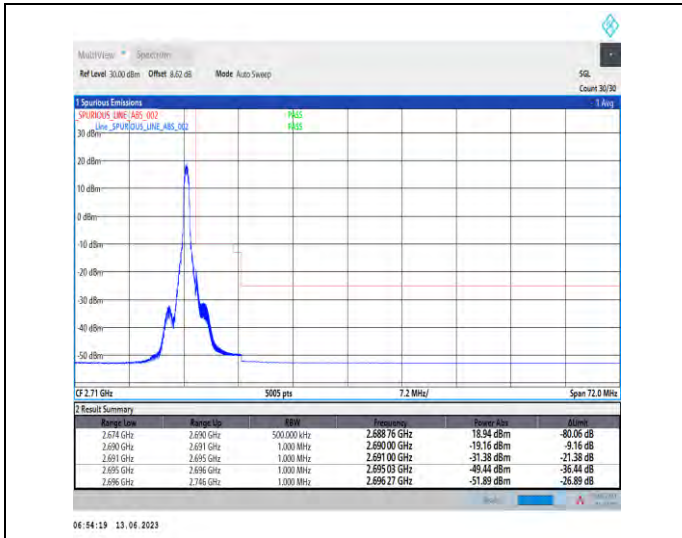 MultiView Spectrum
Ref Level 30.00 dBm Offset 8.62 dB Mode Auto Sweep SGL
Count 30/30
1 Spurious Emissions 1 Avg
_SPURIOUS_LINE_ABS_002 PASS
Line _SPURIOUS_LINE_ABS_002 PASS
30 dBm
20 dBm
10 dBm
0 dBm
-10 dBm
-20 dBm
-30 dBm
-40 dBm
-50 dBm
CF 2.71 GHz 5005 pts 7.2 MHz/ Span 72.0 MHz
2 Result Summary
Range Low Range Up RBW Frequency Power Abs ΔLimit
2.674 GHz 2.690 GHz 500.000 kHz 2.688 76 GHz 18.94 dBm -80.06 dB
2.690 GHz 2.691 GHz 1.000 MHz 2.690 00 GHz -19.16 dBm -9.16 dB
2.691 GHz 2.695 GHz 1.000 MHz 2.691 00 GHz -31.38 dBm -21.38 dB
2.695 GHz 2.696 GHz 1.000 MHz 2.695 03 GHz -49.44 dBm -36.44 dB
2.696 GHz 2.746 GHz 1.000 MHz 2.696 27 GHz -51.89 dBm -26.89 dB
06:54:19 13.06.2023